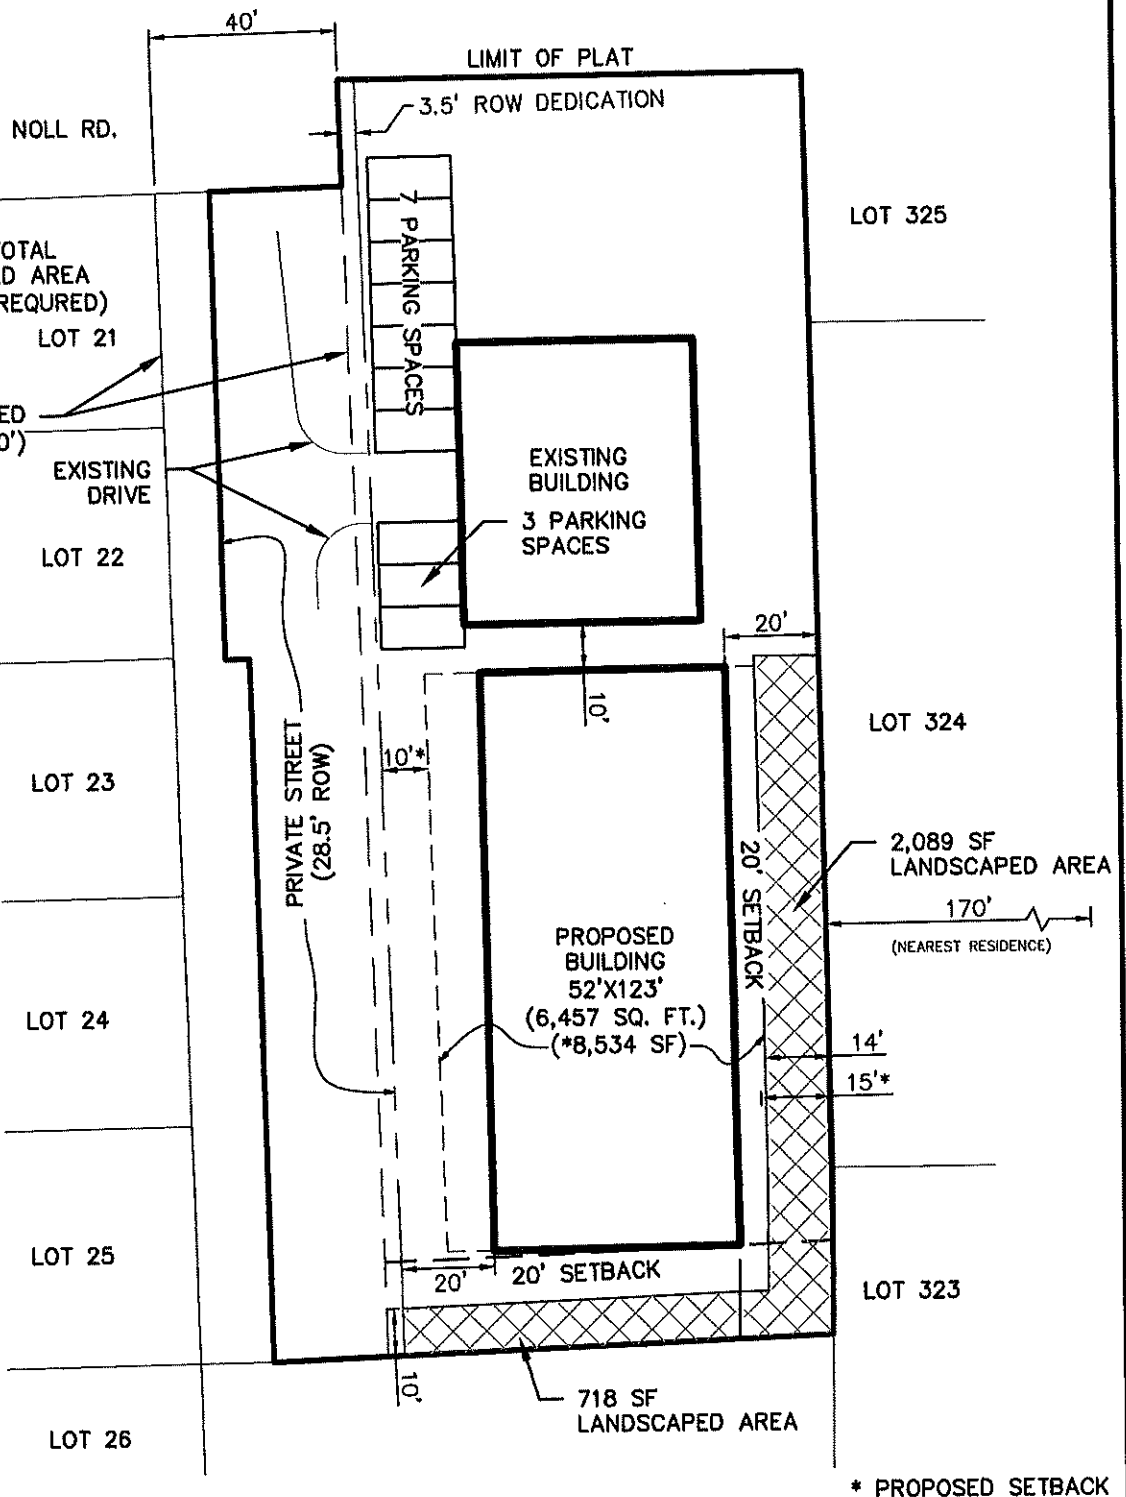 40'
LIMIT OF PLAT
3.5' ROW DEDICATION
NOLL RD.
LOT 325
7 PARKING SPACES
OTAL
D AREA
REQURED)
LOT 21
ED
0')
EXISTING
DRIVE
EXISTING
BUILDING
3 PARKING
SPACES
LOT 22
20'
10'
LOT 324
PRIVATE STREET
(28.5' ROW)
10'*
LOT 23
20' SETBACK
2,089 SF
LANDSCAPED AREA
170'
(NEAREST RESIDENCE)
PROPOSED
BUILDING
52'X123'
(6,457 SQ. FT.)
(*8,534 SF)
LOT 24
14'
15'*
LOT 25
20'
20' SETBACK
LOT 323
10'
718 SF
LANDSCAPED AREA
LOT 26
* PROPOSED SETBACK